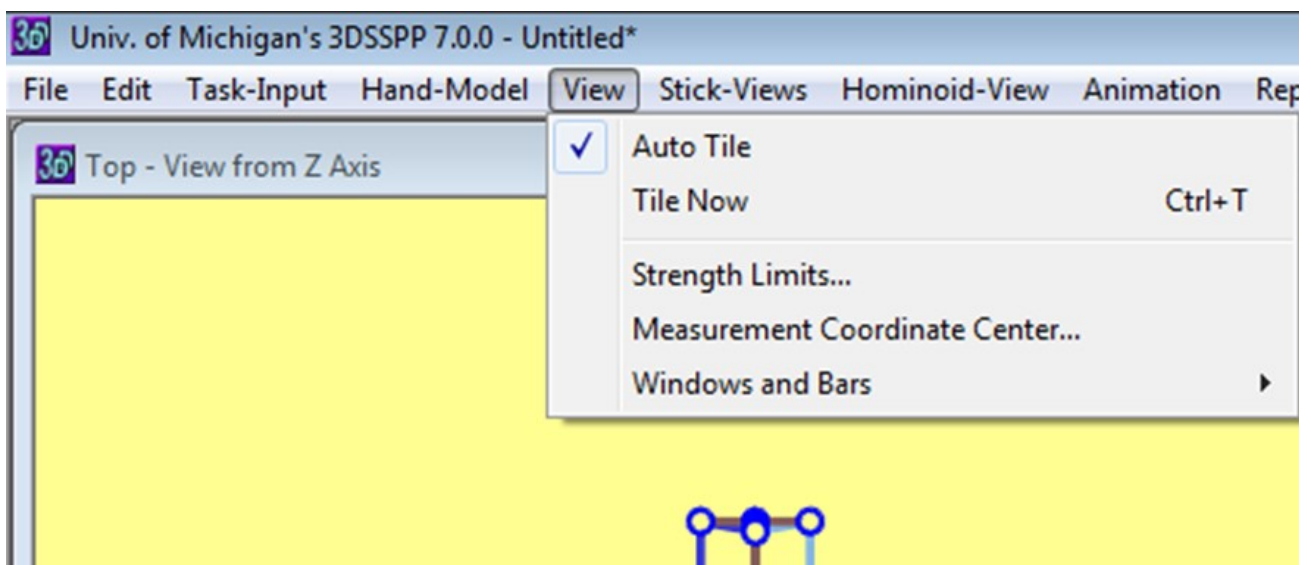 3D Univ. of Michigan's 3DSSPP 7.0.0 - Untitled*
File Edit Task-Input Hand-Model View Stick-Views Hominoid-View Animation Rep
3D Top - View from Z Axis
Auto Tile
Tile Now Ctrl+T
Strength Limits...
Measurement Coordinate Center...
Windows and Bars